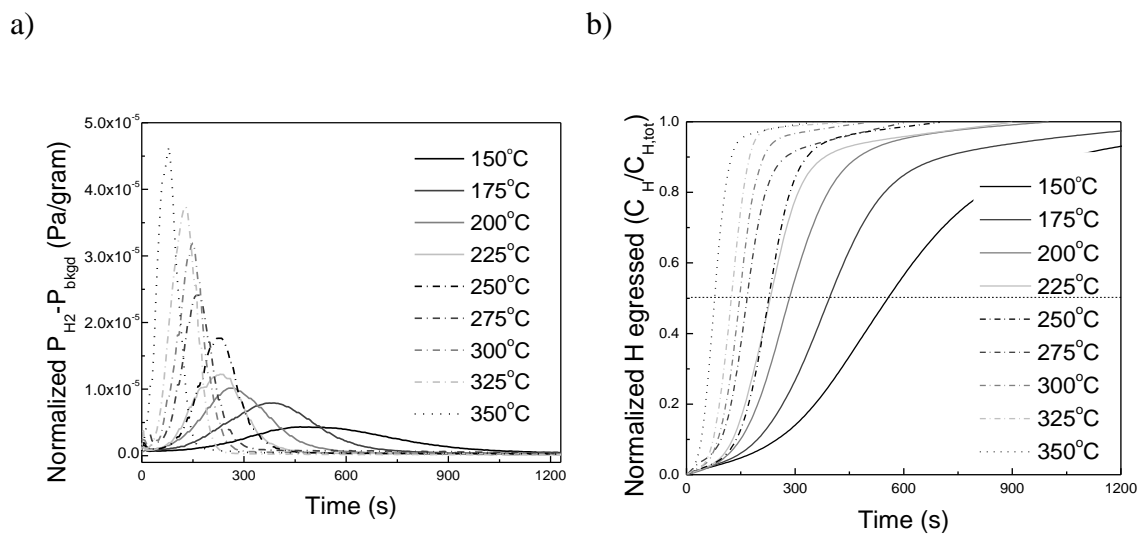 a)
b)
Normalized P_H2-P_bkgd (Pa/gram)
5.0x10^-5
4.0x10^-5
3.0x10^-5
2.0x10^-5
1.0x10^-5
0.0
0 300 600 900 1200
Time (s)
150°C
175°C
200°C
225°C
250°C
275°C
300°C
325°C
350°C
Normalized H egressed (C_H/C_H,tot)
1.0
0.8
0.6
0.4
0.2
0.0
0 300 600 900 1200
Time (s)
150°C
175°C
200°C
225°C
250°C
275°C
300°C
325°C
350°C